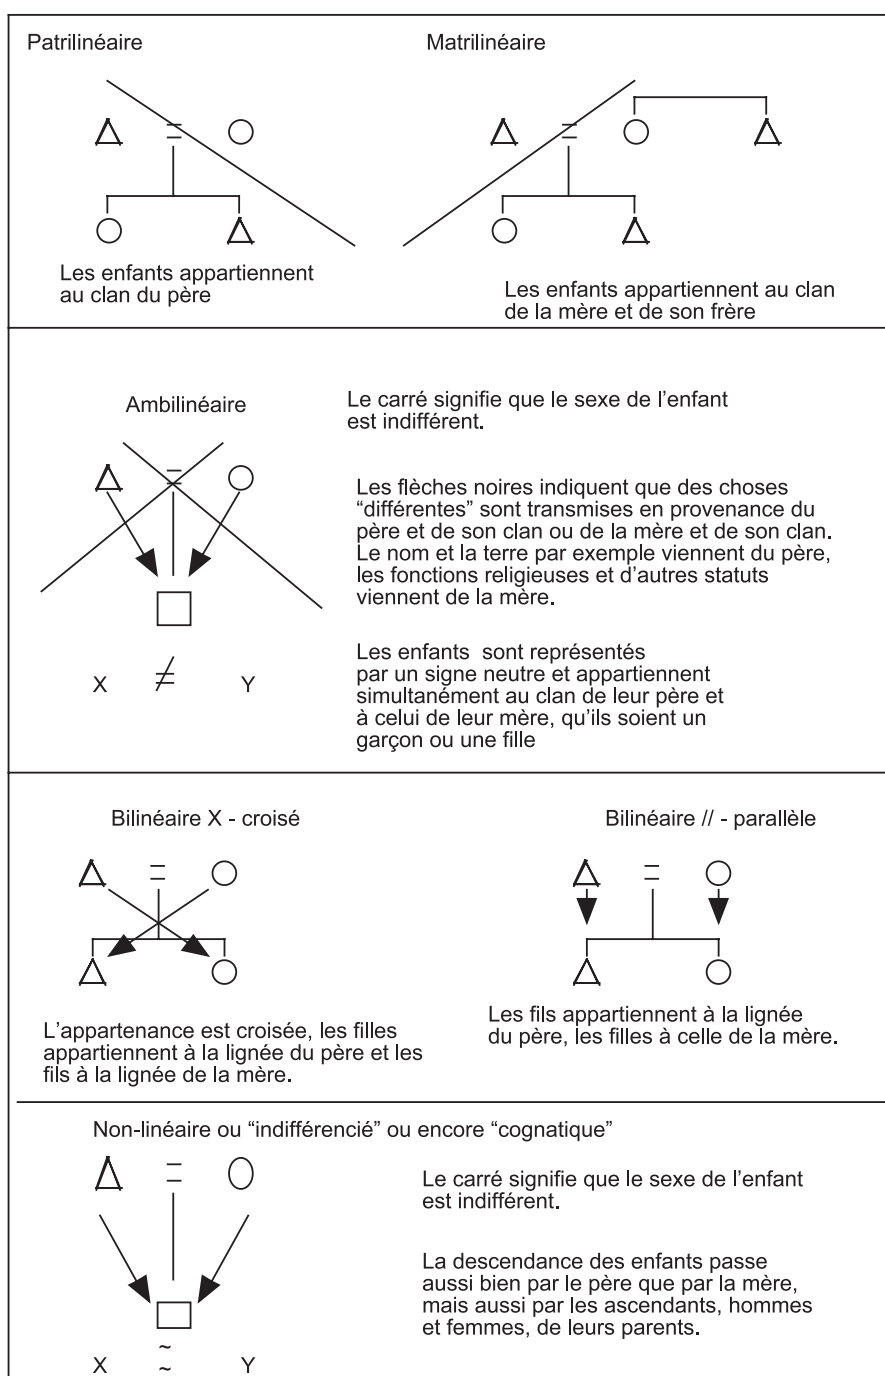 Patrilinéaire
Matrilinéaire
Les enfants appartiennent
au clan du père
Les enfants appartiennent au clan
de la mère et de son frère
Ambilinéaire
Le carré signifie que le sexe de l’enfant
est indifférent.
Les flèches noires indiquent que des choses
“différentes” sont transmises en provenance du
père et de son clan ou de la mère et de son clan.
Le nom et la terre par exemple viennent du père,
les fonctions religieuses et d’autres statuts
viennent de la mère.
X ≠ Y
Les enfants sont représentés
par un signe neutre et appartiennent
simultanément au clan de leur père et
à celui de leur mère, qu’ils soient un
garçon ou une fille
Bilinéaire X - croisé
Bilinéaire // - parallèle
L’appartenance est croisée, les filles
appartiennent à la lignée du père et les
fils à la lignée de la mère.
Les fils appartiennent à la lignée
du père, les filles à celle de la mère.
Non-linéaire ou “indifférencié” ou encore “cognatique”
Le carré signifie que le sexe de l’enfant
est indifférent.
La descendance des enfants passe
aussi bien par le père que par la mère,
mais aussi par les ascendants, hommes
et femmes, de leurs parents.
X ≈ Y